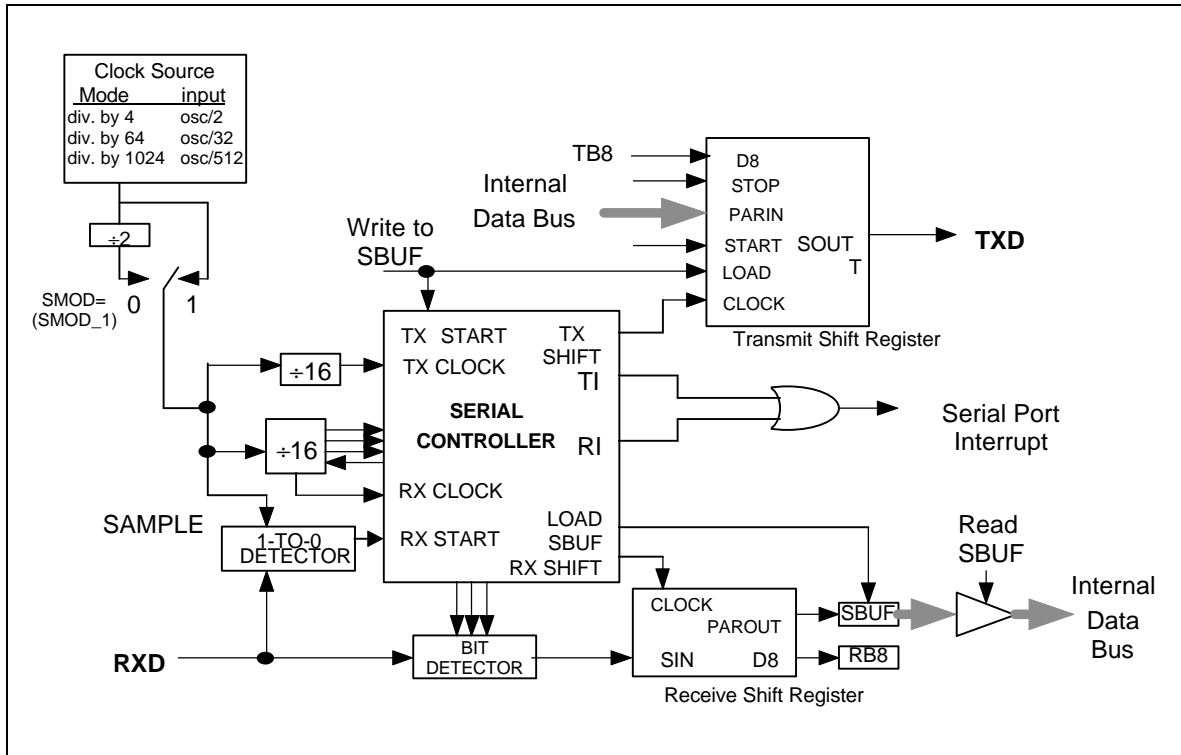 Clock Source
Mode input
div. by 4 osc/2
div. by 64 osc/32
div. by 1024 osc/512
÷2
SMOD=
(SMOD_1)
0
1
TB8
Internal
Data Bus
Write to
SBUF
D8
STOP
PARIN
START
LOAD
CLOCK
SOUT
T
TXD
Transmit Shift Register
TX START
TX CLOCK
SERIAL
CONTROLLER
RX CLOCK
RX START
TX
SHIFT
TI
RI
LOAD
SBUF
RX SHIFT
÷16
÷16
Serial Port
Interrupt
SAMPLE
1-TO-0
DETECTOR
RXD
BIT
DETECTOR
CLOCK
PAROUT
SIN D8
Receive Shift Register
SBUF
RB8
Read
SBUF
Internal
Data
Bus